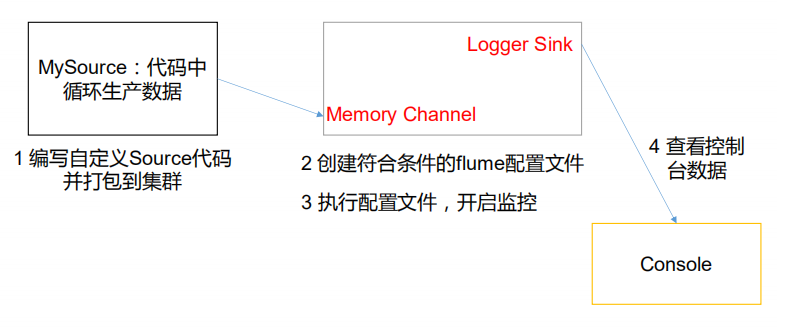 MySource：代码中
循环生产数据
Logger Sink
Memory Channel
1 编写自定义Source代码
并打包到集群
2 创建符合条件的flume配置文件
3 执行配置文件，开启监控
4 查看控制
台数据
Console